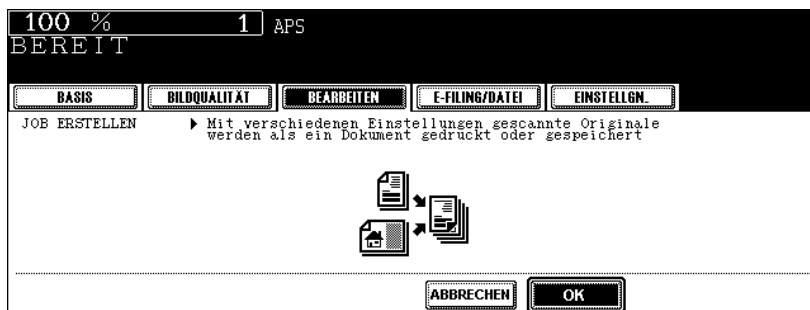 100 % 1 APS
BEREIT
BASIS BILDQUALITÄT BEARBEITEN E-FILING/DATEI EINSTELLGN.
JOB ERSTELLEN Mit verschiedenen Einstellungen gescannte Originale
werden als ein Dokument gedruckt oder gespeichert
ABBRECHEN OK